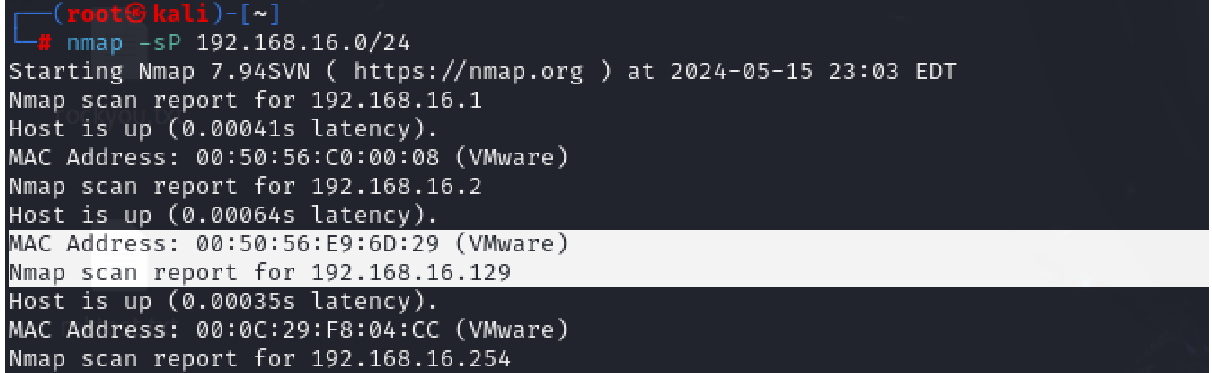 ┌──(root㉿kali)-[~]
└─# nmap -sP 192.168.16.0/24
Starting Nmap 7.94SVN ( https://nmap.org ) at 2024-05-15 23:03 EDT
Nmap scan report for 192.168.16.1
Host is up (0.00041s latency).
MAC Address: 00:50:56:C0:00:08 (VMware)
Nmap scan report for 192.168.16.2
Host is up (0.00064s latency).
MAC Address: 00:50:56:E9:6D:29 (VMware)
Nmap scan report for 192.168.16.129
Host is up (0.00035s latency).
MAC Address: 00:0C:29:F8:04:CC (VMware)
Nmap scan report for 192.168.16.254